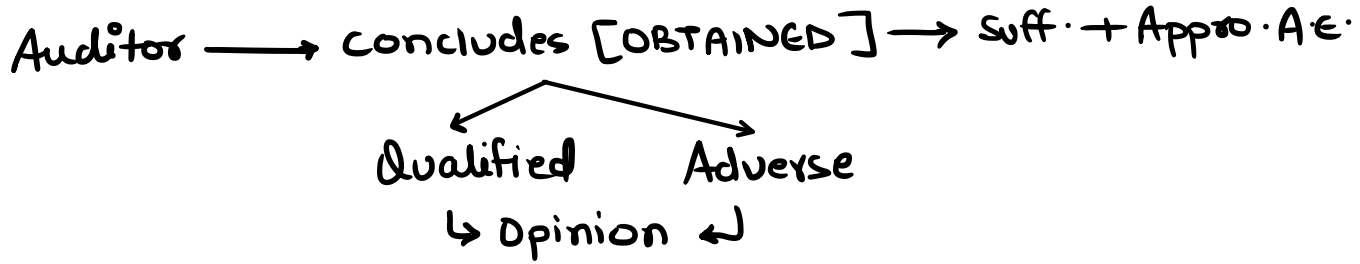 Auditor → concludes [OBTAINED] → Suff. + Appro. A.E.
Qualified Adverse
↳ Opinion ↲